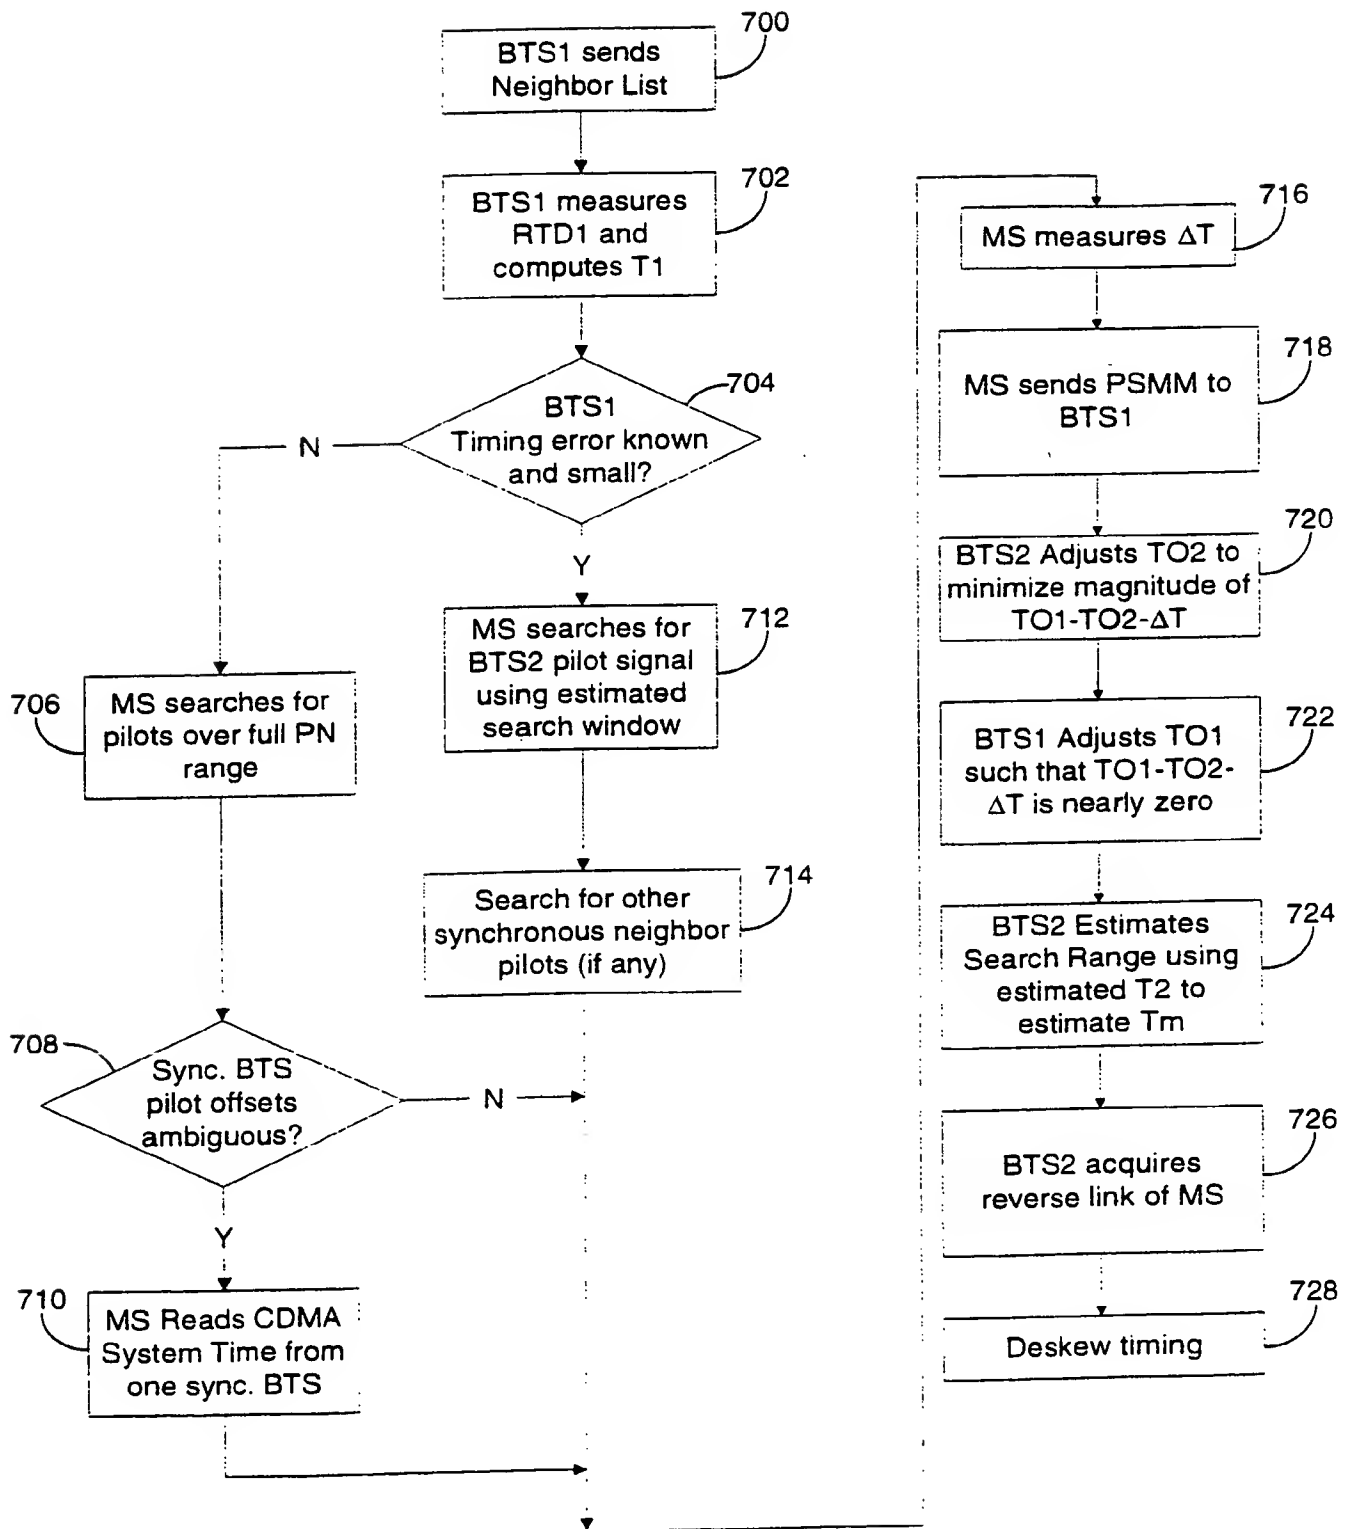 700
BTS1 sends
Neighbor List
702
BTS1 measures
RTD1 and
computes T1
704
BTS1
Timing error known
and small?
N
Y
706
MS searches for
pilots over full PN
range
712
MS searches for
BTS2 pilot signal
using estimated
search window
714
Search for other
synchronous neighbor
pilots (if any)
708
Sync. BTS
pilot offsets
ambiguous?
N
Y
710
MS Reads CDMA
System Time from
one sync. BTS
716
MS measures ΔT
718
MS sends PSMM to
BTS1
720
BTS2 Adjusts TO2 to
minimize magnitude of
TO1-TO2-ΔT
722
BTS1 Adjusts TO1
such that TO1-TO2-
ΔT is nearly zero
724
BTS2 Estimates
Search Range using
estimated T2 to
estimate Tm
726
BTS2 acquires
reverse link of MS
728
Deskew timing